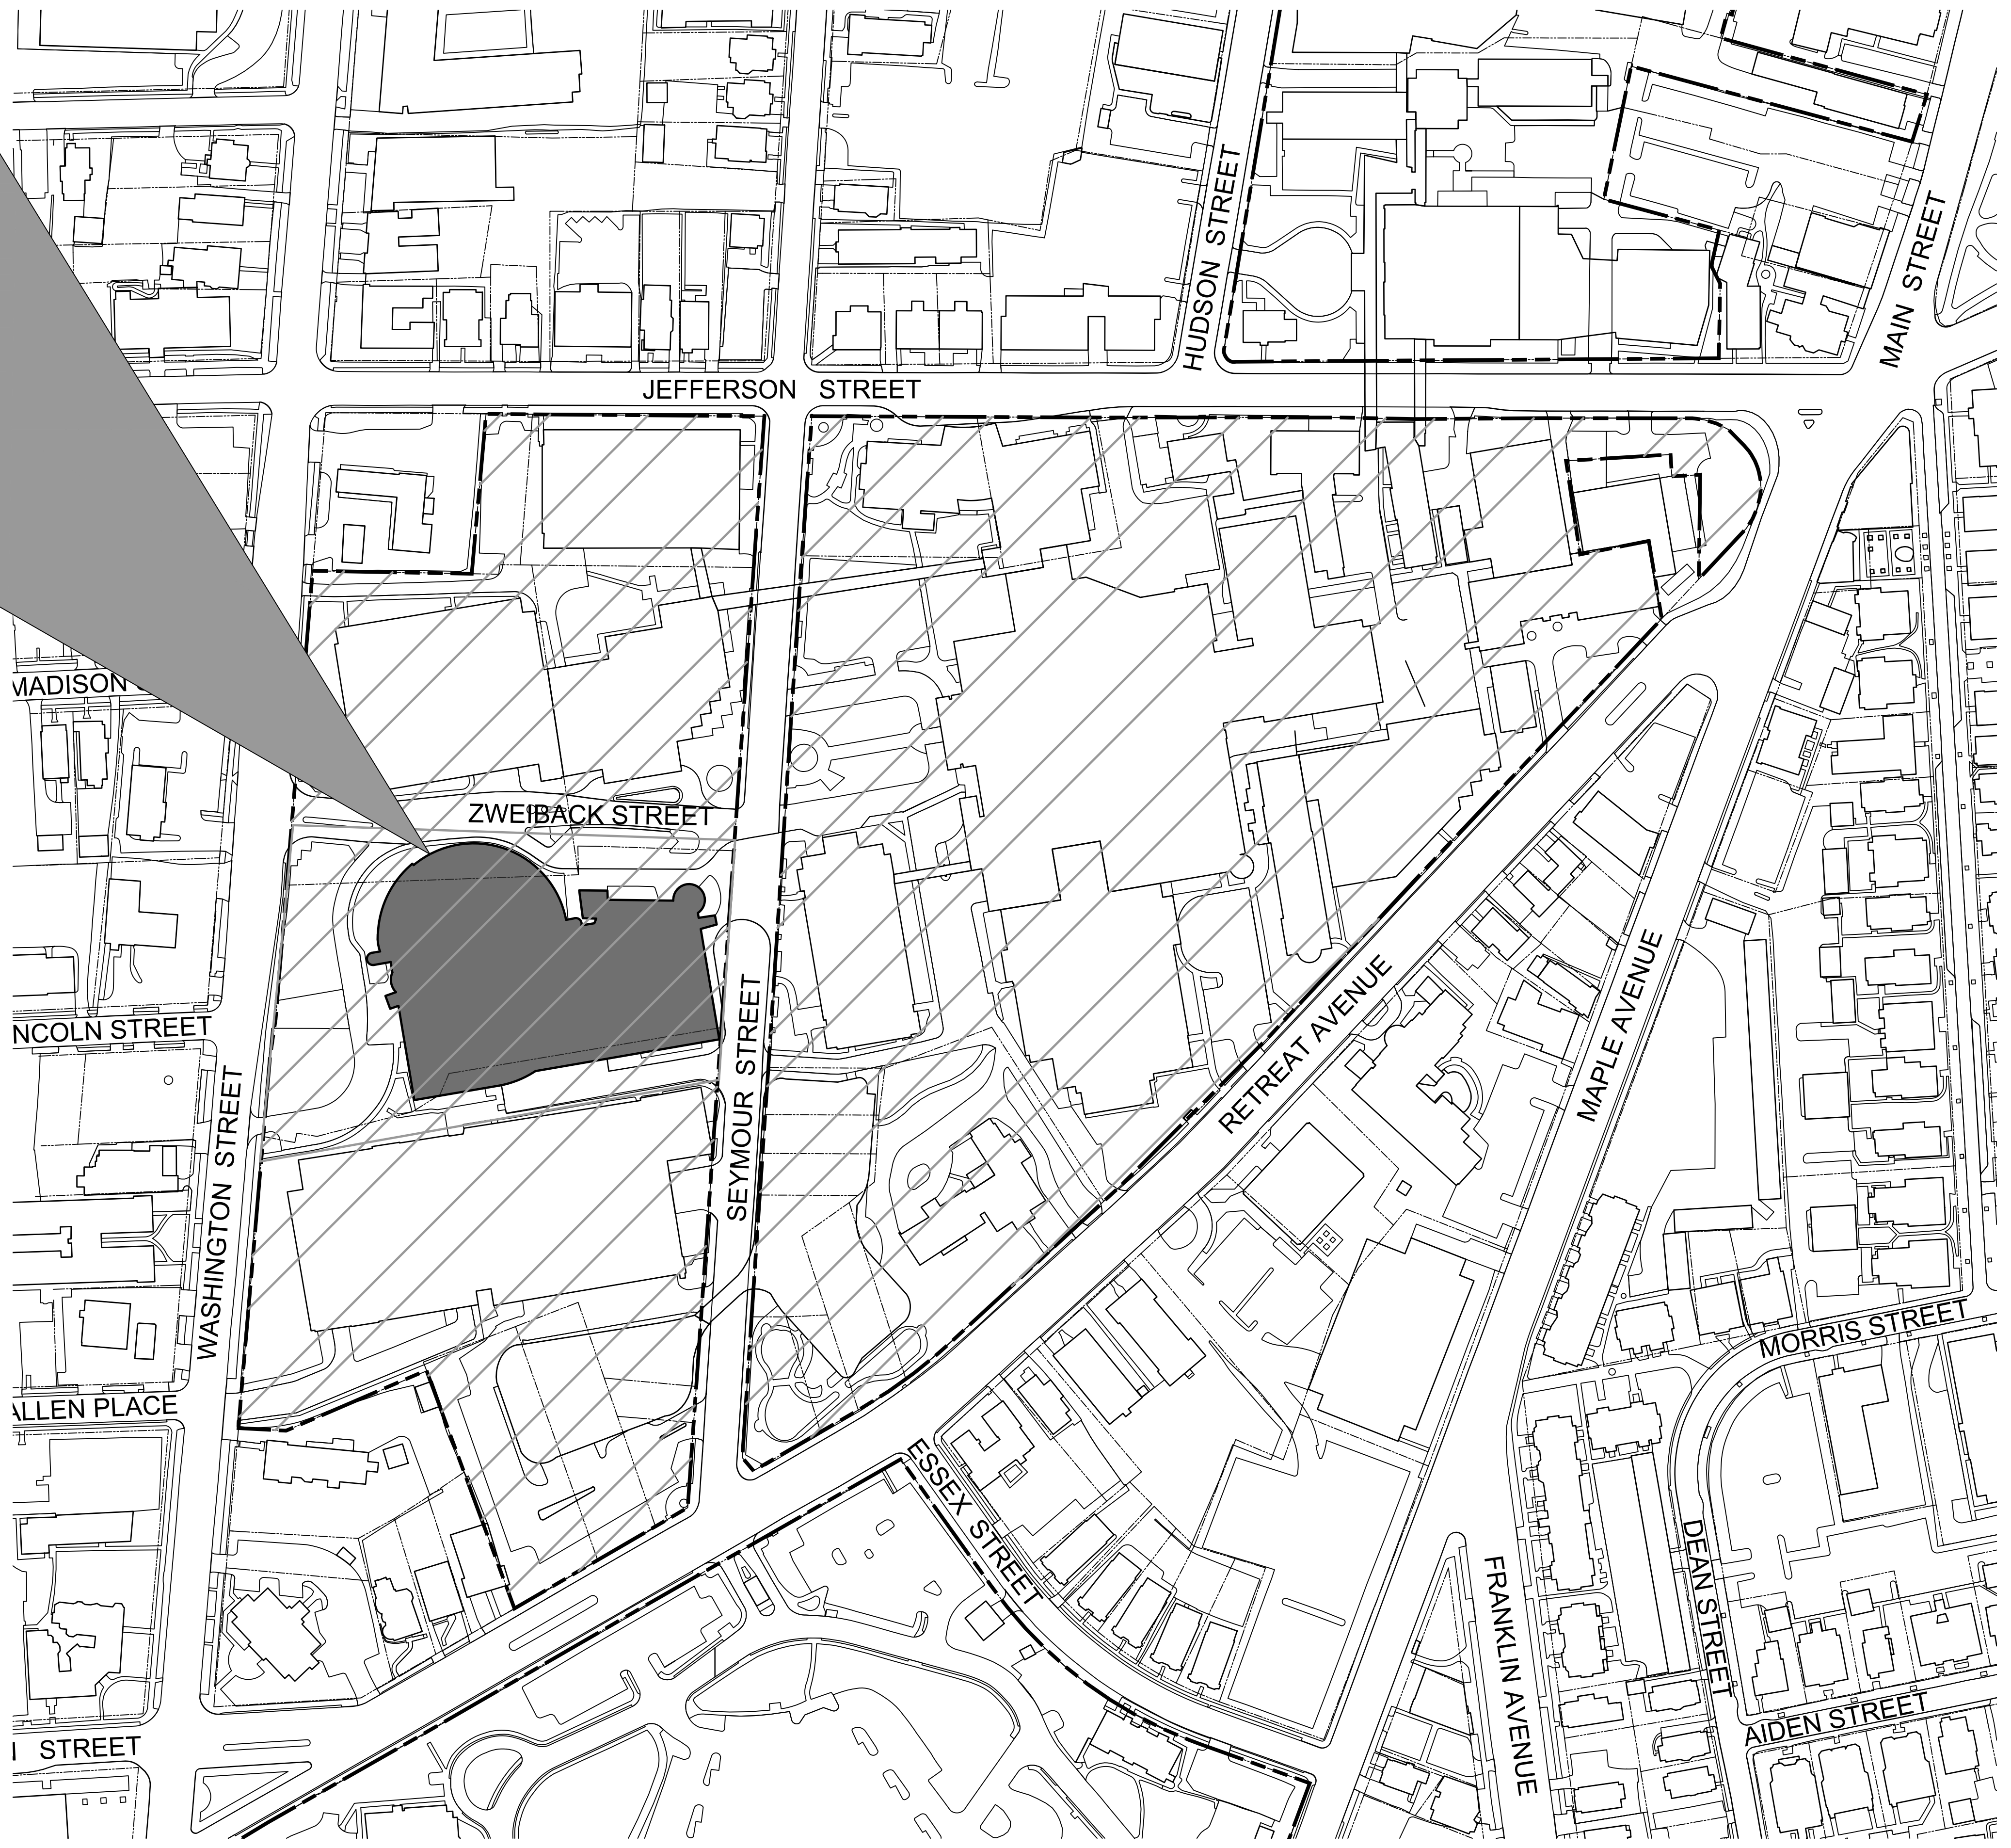 HUDSON STREET
MAIN STREET
JEFFERSON STREET
MADISON
ZWEIBACK STREET
NCOLN STREET
WASHINGTON STREET
SEYMOUR STREET
RETREAT AVENUE
MAPLE AVENUE
MORRIS STREET
ALLEN PLACE
ESSEX STREET
FRANKLIN AVENUE
DEAN STREET
AIDEN STREET
STREET